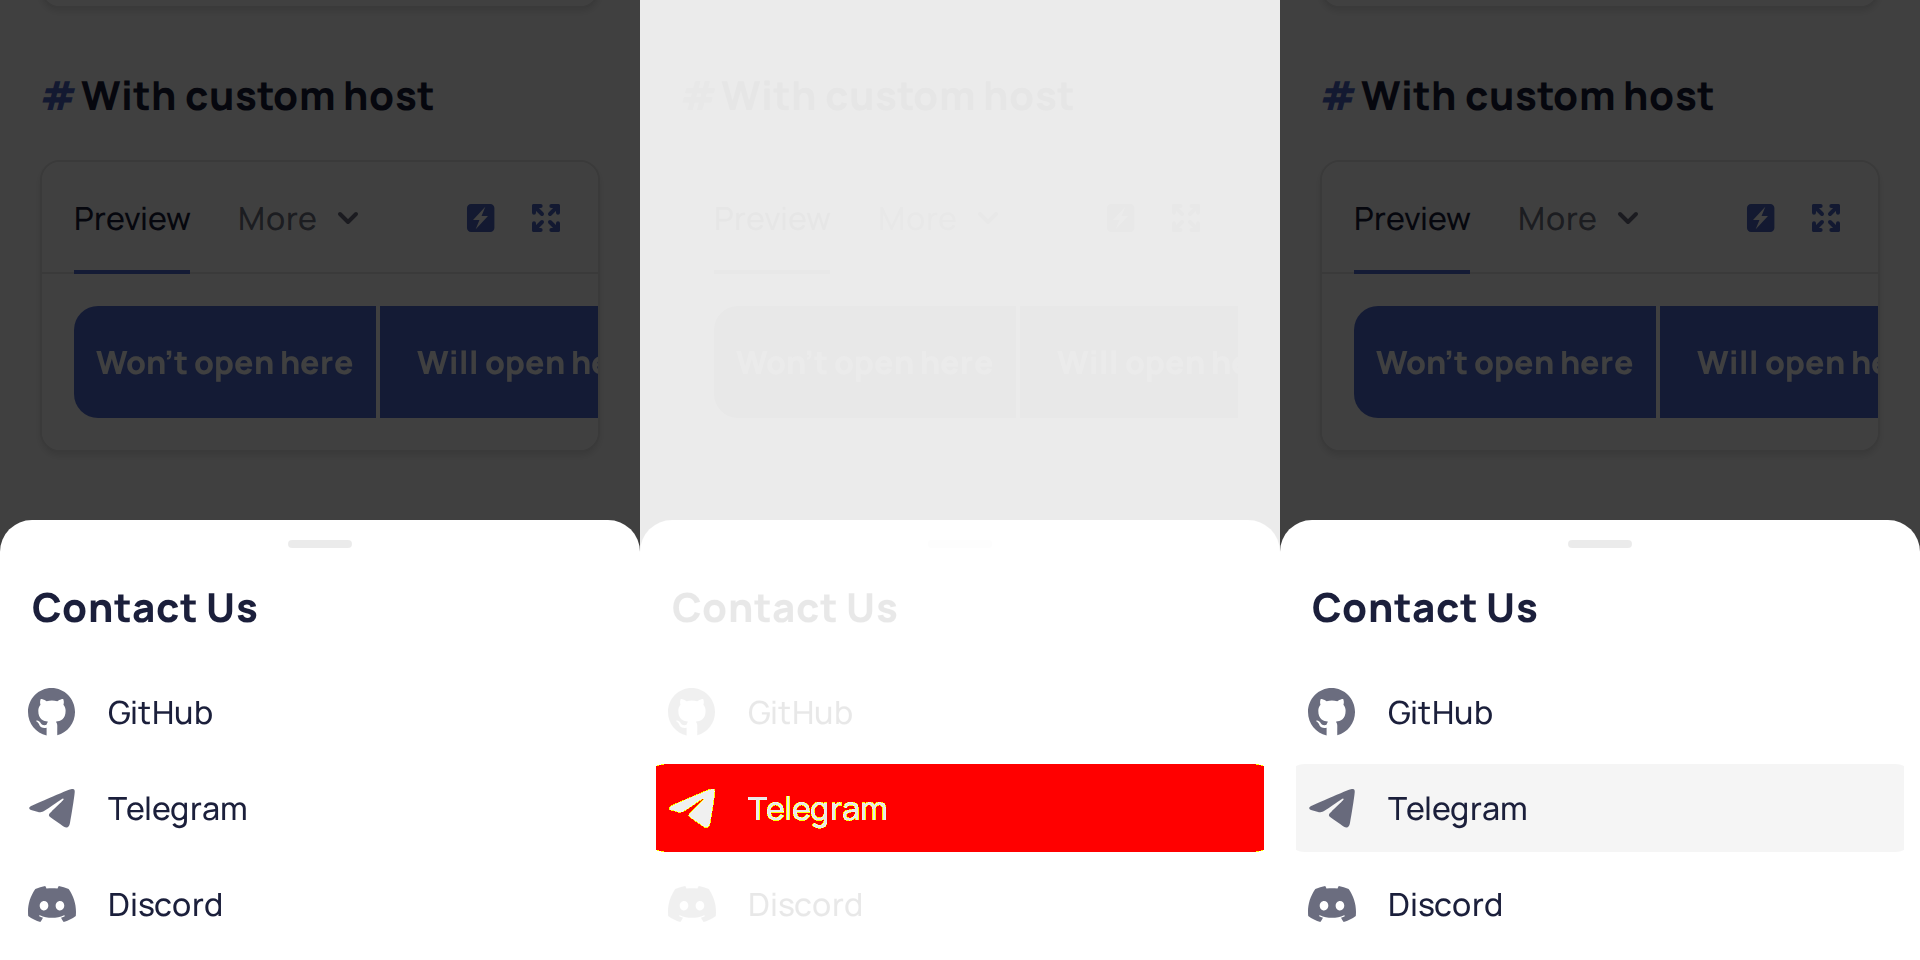 # With custom host
Preview More
Won't open here Will open he
Contact Us
GitHub
Telegram
Discord
# With custom host
Preview More
Won't open here Will open he
Contact Us
GitHub
Telegram
Discord
# With custom host
Preview More
Won't open here Will open he
Contact Us
GitHub
Telegram
Discord